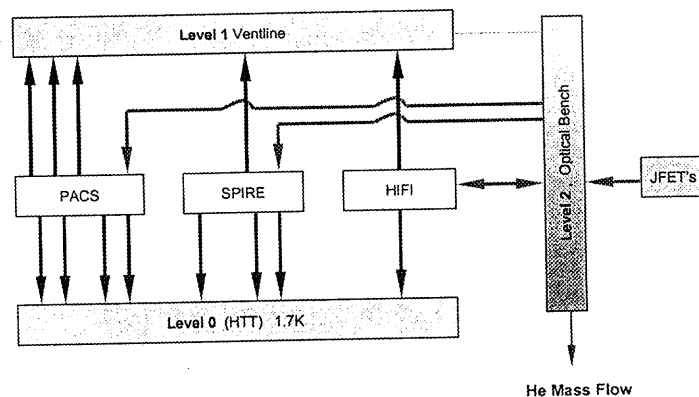 Level 1 Ventline
Level 2 , Optical Bench
PACS
SPIRE
HIFI
JFET's
Level 0 (HTT) 1.7K
He Mass Flow